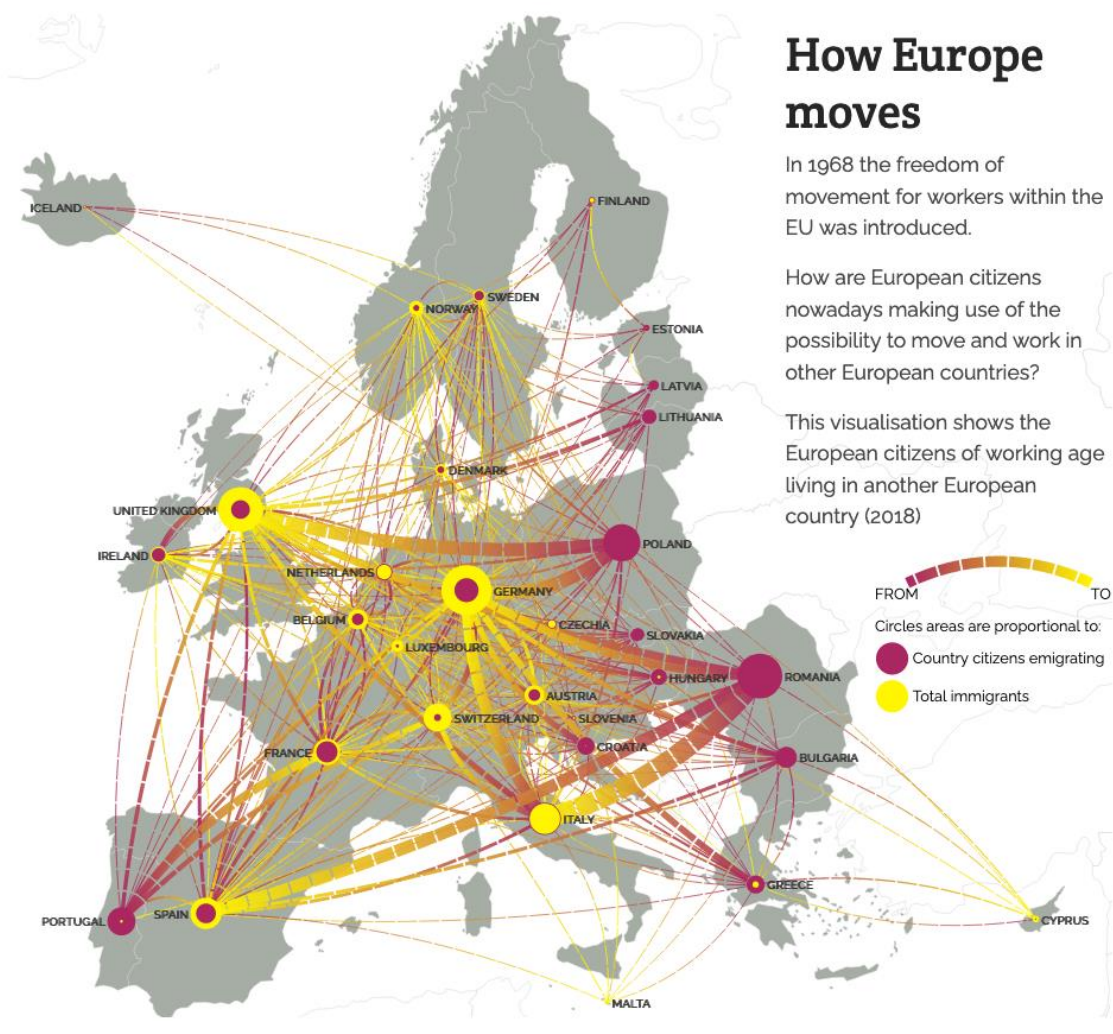 How Europe
moves
In 1968 the freedom of
movement for workers within the
EU was introduced.
How are European citizens
nowadays making use of the
possibility to move and work in
other European countries?
This visualisation shows the
European citizens of working age
living in another European
country (2018)
FROM
TO
Circles areas are proportional to:
Country citizens emigrating
Total immigrants
ICELAND
FINLAND
SWEDEN
NORWAY
ESTONIA
LATVIA
LITHUANIA
DENMARK
UNITED KINGDOM
POLAND
IRELAND
NETHERLANDS
GERMANY
BELGIUM
CZECHIA
SLOVAKIA
LUXEMBOURG
HUNGARY
ROMANIA
AUSTRIA
SWITZERLAND
SLOVENIA
CROATIA
FRANCE
BULGARIA
ITALY
GREECE
SPAIN
PORTUGAL
CYPRUS
MALTA